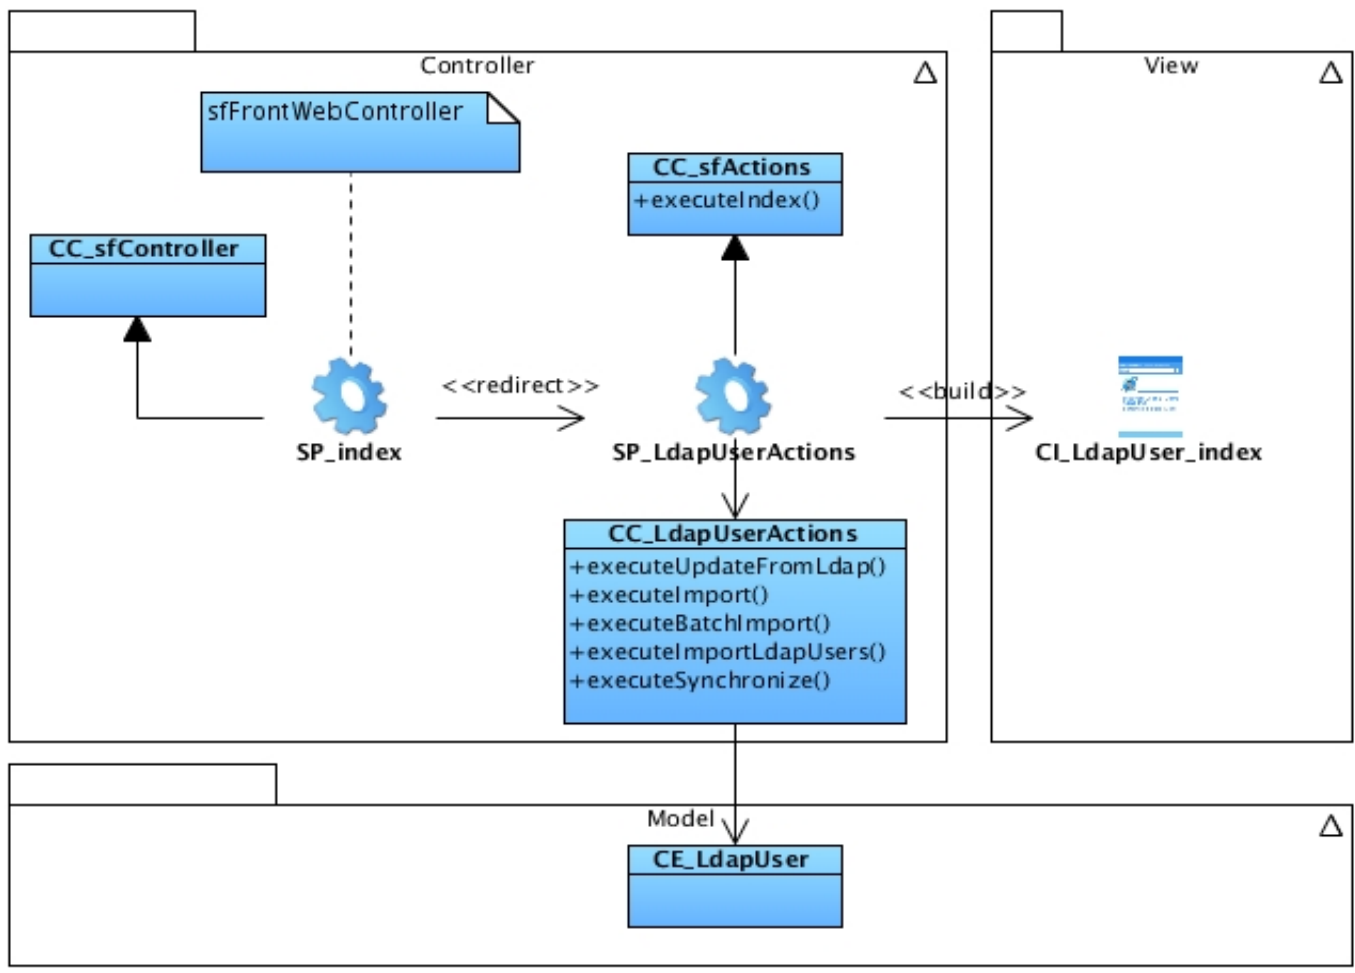 Controller
View
sfFrontWebController
CC_sfActions
+executeIndex()
CC_sfController
<<redirect>>
<<build>>
SP_index
SP_LdapUserActions
CI_LdapUser_index
CC_LdapUserActions
+executeUpdateFromLdap()
+executeImport()
+executeBatchImport()
+executeImportLdapUsers()
+executeSynchronize()
Model
CE_LdapUser